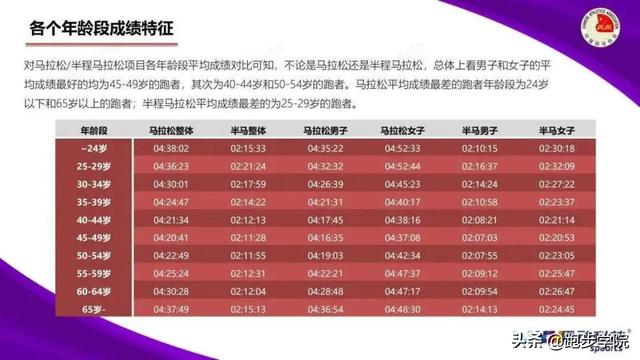 各个年龄段成绩特征
对马拉松/半程马拉松项目各年龄段平均成绩对比可知，不论是马拉松还是半程马拉松，总体上看男子和女子的平
均成绩最好的均为45-49岁的跑者，其次为40-44岁和50-54岁的跑者。马拉松平均成绩最差的跑者年龄段为24岁
以下和65岁以上的跑者；半程马拉松平均成绩最差的为25-29岁的跑者。
年龄段 马拉松整体 半马整体 马拉松男子 马拉松女子 半马男子 半马女子
~24岁 04:38:02 02:15:33 04:35:22 04:52:33 02:10:15 02:30:18
25-29岁 04:36:23 02:21:24 04:32:32 04:52:44 02:16:37 02:32:09
30-34岁 04:30:01 02:17:59 04:26:39 04:45:23 02:14:24 02:27:22
35-39岁 04:24:47 02:14:22 04:21:31 04:40:17 02:10:58 02:23:37
40-44岁 04:21:34 02:12:13 04:17:45 04:38:16 02:08:21 02:21:14
45-49岁 04:20:41 02:11:28 04:16:35 04:37:08 02:07:03 02:20:53
50-54岁 04:22:49 02:11:55 04:19:03 04:42:34 02:07:55 02:23:05
55-59岁 04:25:24 02:12:31 04:22:21 04:47:37 02:09:12 02:25:47
60-64岁 04:30:28 02:12:04 04:28:48 04:47:17 02:09:54 02:26:47
65岁- 04:37:49 02:15:13 04:36:54 04:48:30 02:14:13 02:24:45
头条 @跑步学院
sports